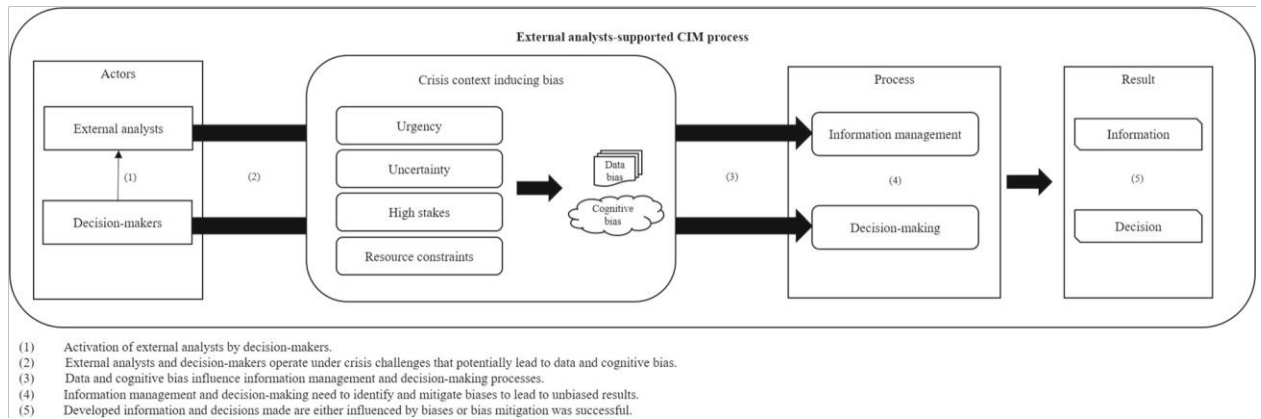 External analysts-supported CIM process
Actors
External analysts
(1)
Decision-makers
(2)
Crisis context inducing bias
Urgency
Uncertainty
High stakes
Resource constraints
Data
bias
Cognitive
bias
(3)
Process
Information management
(4)
Decision-making
Result
Information
(5)
Decision
(1) Activation of external analysts by decision-makers.
(2) External analysts and decision-makers operate under crisis challenges that potentially lead to data and cognitive bias.
(3) Data and cognitive bias influence information management and decision-making processes.
(4) Information management and decision-making need to identify and mitigate biases to lead to unbiased results.
(5) Developed information and decisions made are either influenced by biases or bias mitigation was successful.